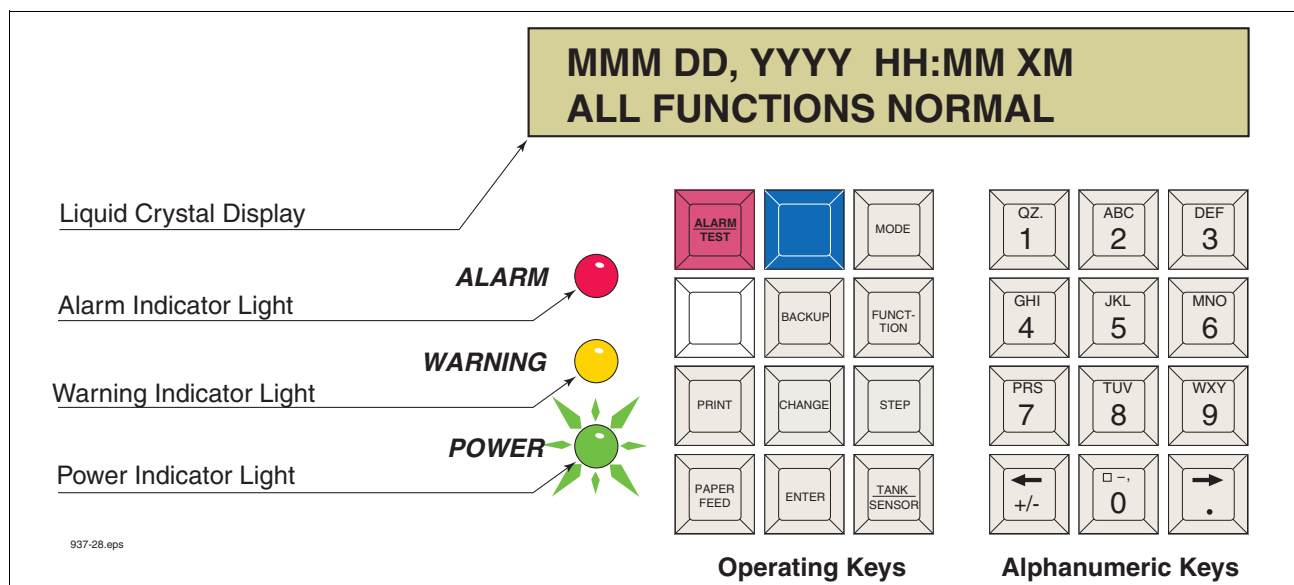 MMM DD, YYYY HH:MM XM
ALL FUNCTIONS NORMAL
Liquid Crystal Display
ALARM
Alarm Indicator Light
WARNING
Warning Indicator Light
POWER
Power Indicator Light
ALARM
TEST
MODE
BACKUP
FUNCT-
TION
PRINT
CHANGE
STEP
PAPER
FEED
ENTER
TANK
SENSOR
QZ.
1
ABC
2
DEF
3
GHI
4
JKL
5
MNO
6
PRS
7
TUV
8
WXY
9
+/-
□ –,
0
.
937-28.eps
Operating Keys
Alphanumeric Keys